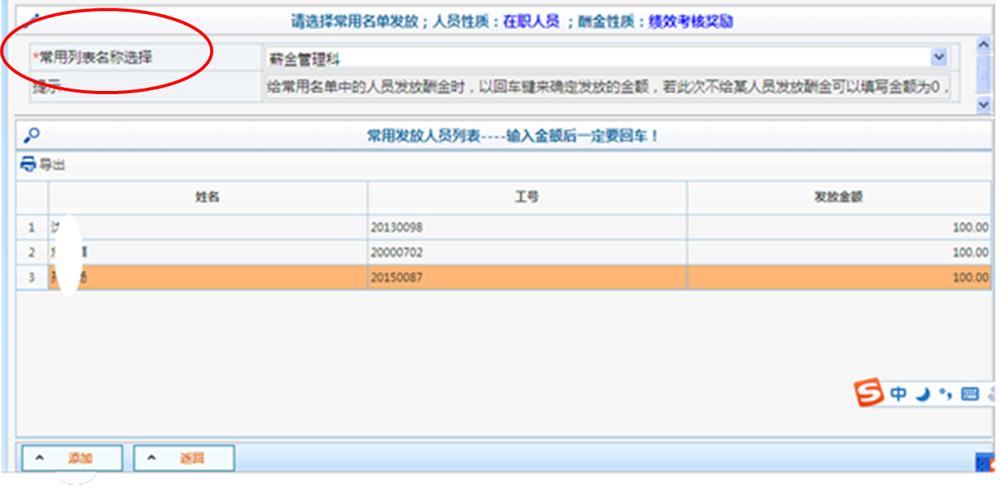 请选择常用名单发放；人员性质：在职人员 ；酬金性质：绩效考核奖励
*常用列表名称选择 薪金管理科
提示 给常用名单中的人员发放酬金时，以回车键来确定发放的金额，若此次不给某人员发放酬金可以填写金额为0，
常用发放人员列表----输入金额后一定要回车！
导出
姓名 工号 发放金额
1 20130098 100.00
2 20000702 100.00
3 20150087 100.00
中
添加 返回